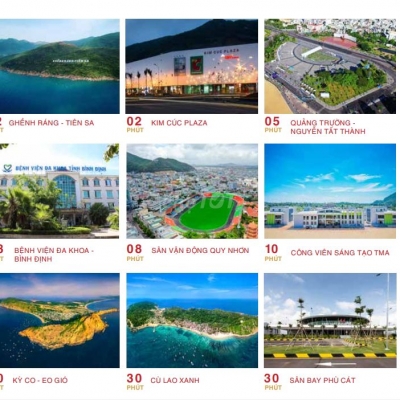 PHÚT GHỀNH RÁNG - TIÊN SA
02 PHÚT KIM CÚC PLAZA
05 PHÚT QUẢNG TRƯỜNG -
NGUYỄN TẤT THÀNH
BỆNH VIỆN ĐA KHOA TỈNH BÌNH ĐỊNH
KIM CUC PLAZA
PHÚT BỆNH VIỆN ĐA KHOA -
BÌNH ĐỊNH
08 PHÚT SÂN VẬN ĐỘNG QUY NHƠN
10 PHÚT CÔNG VIÊN SÁNG TẠO TMA
PHÚT KỲ CO - EO GIÓ
30 PHÚT CÙ LAO XANH
30 PHÚT SÂN BAY PHÙ CÁT